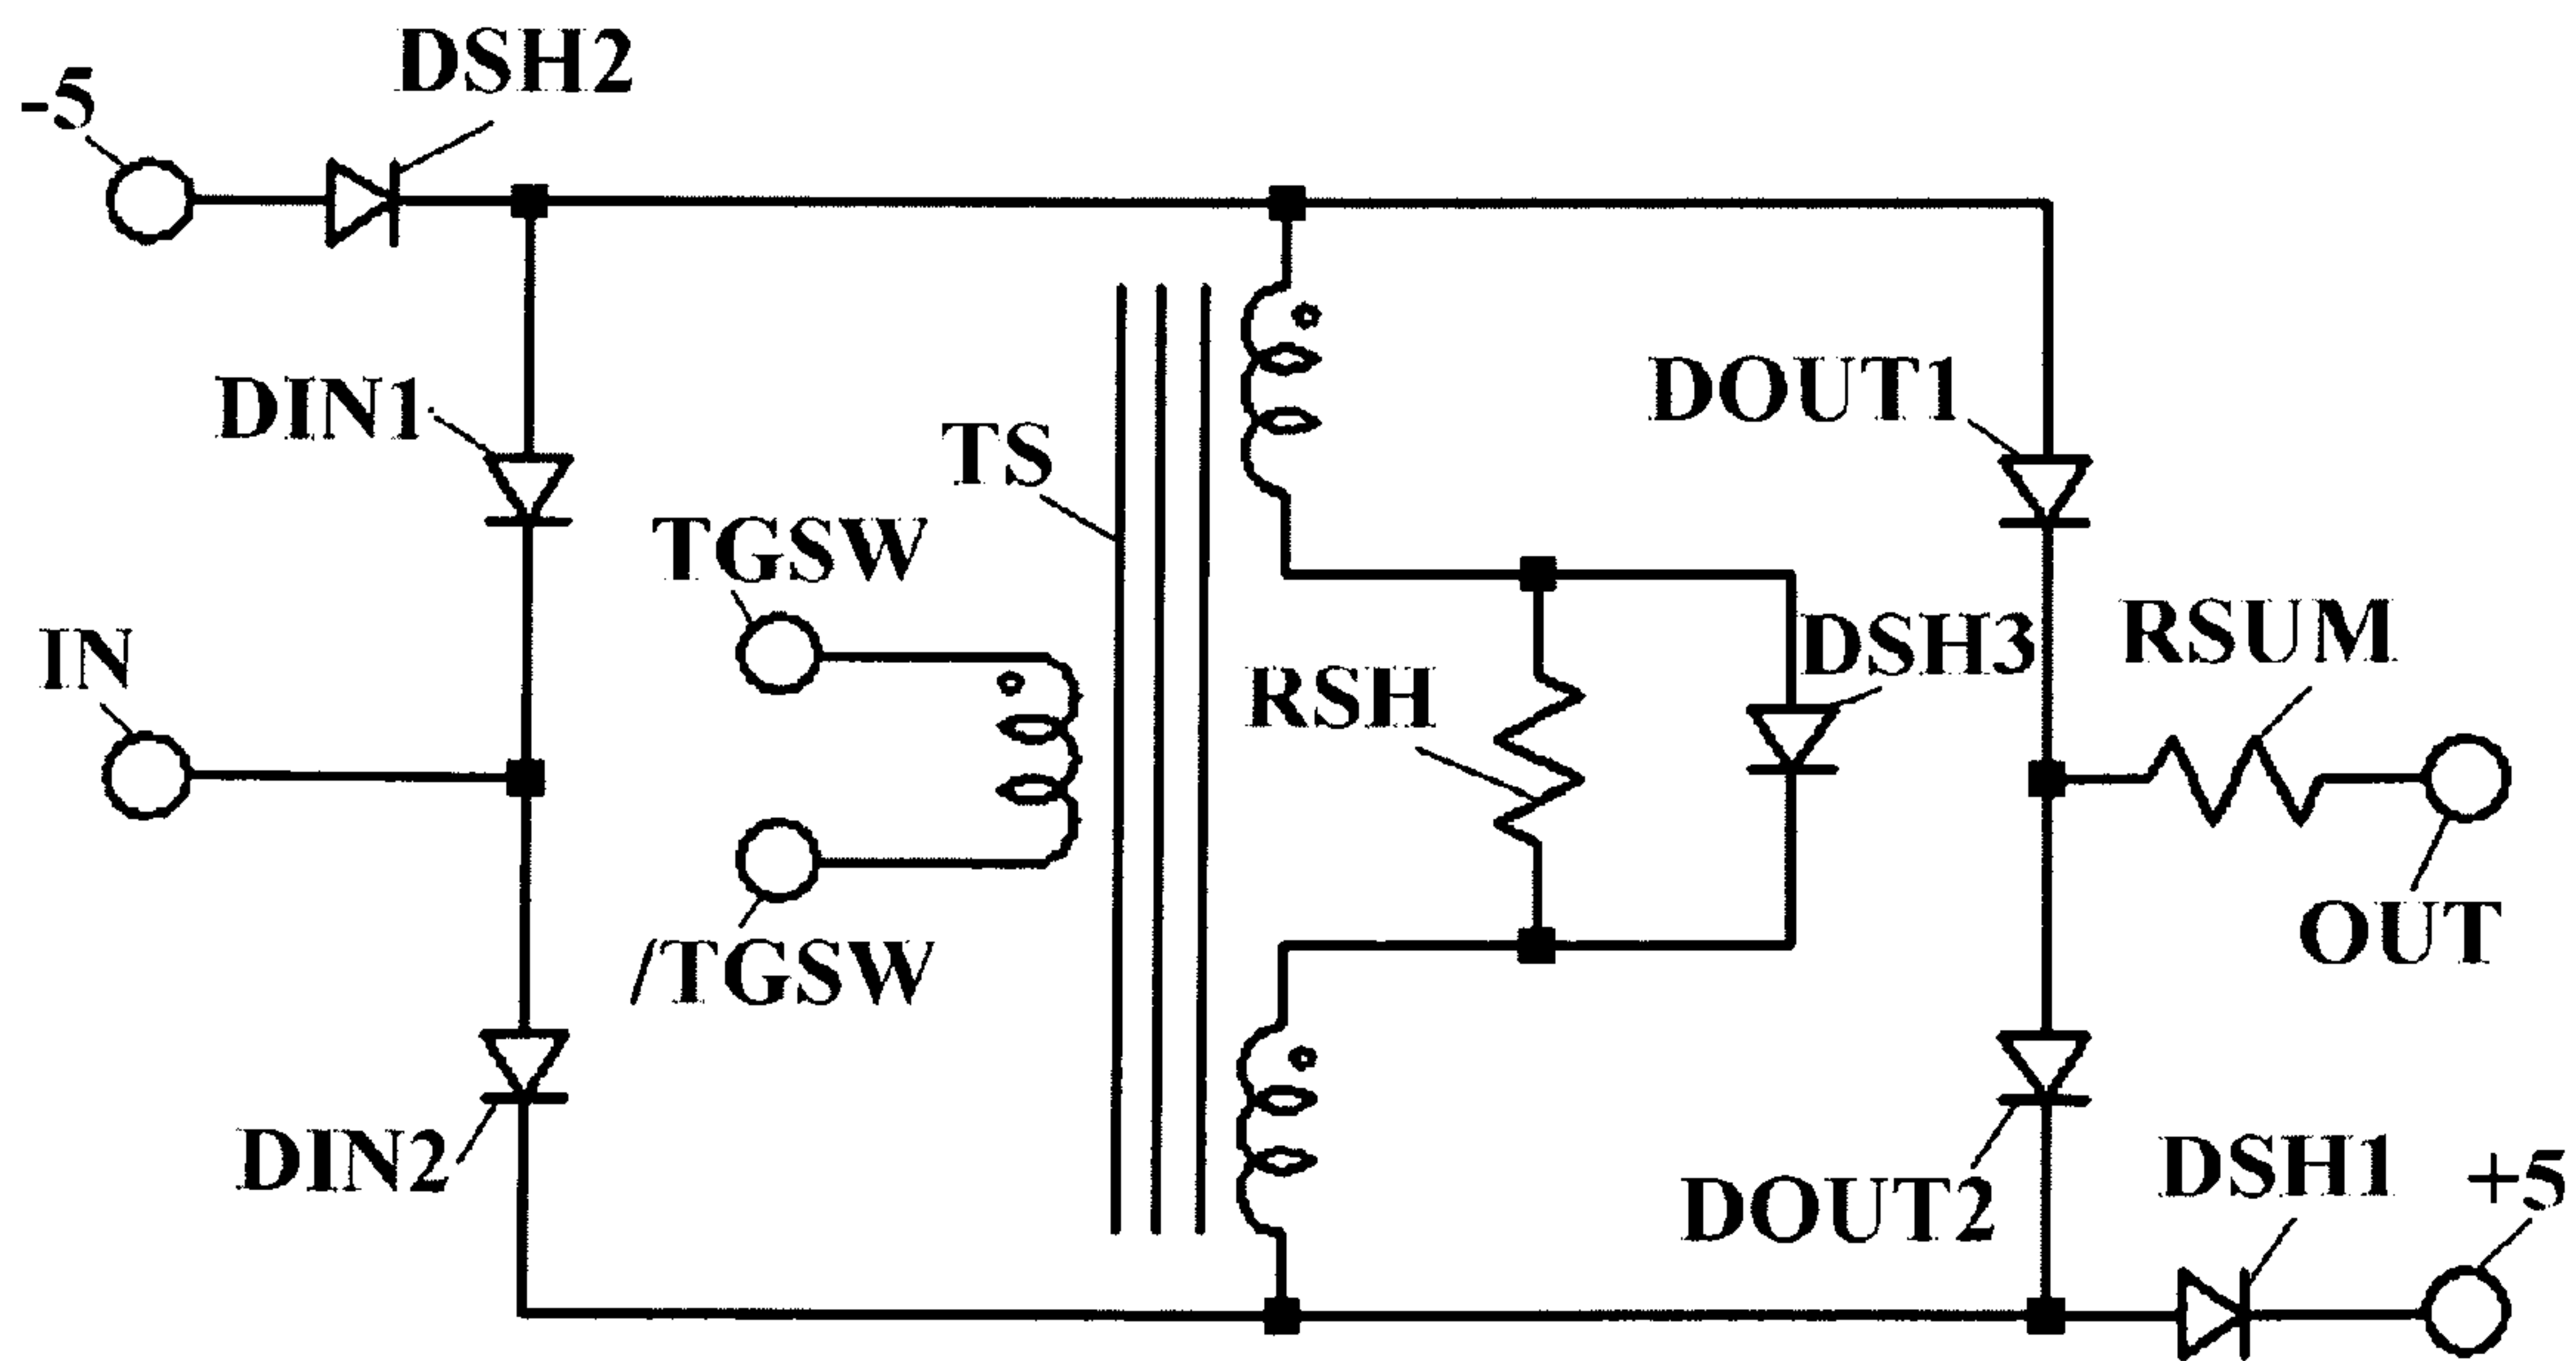 DSH2
-5
DIN1
DOUT1
TS
TGSW
IN
DSH3
RSUM
RSH
OUT
/TGSW
DIN2
DSH1
+5
DOUT2